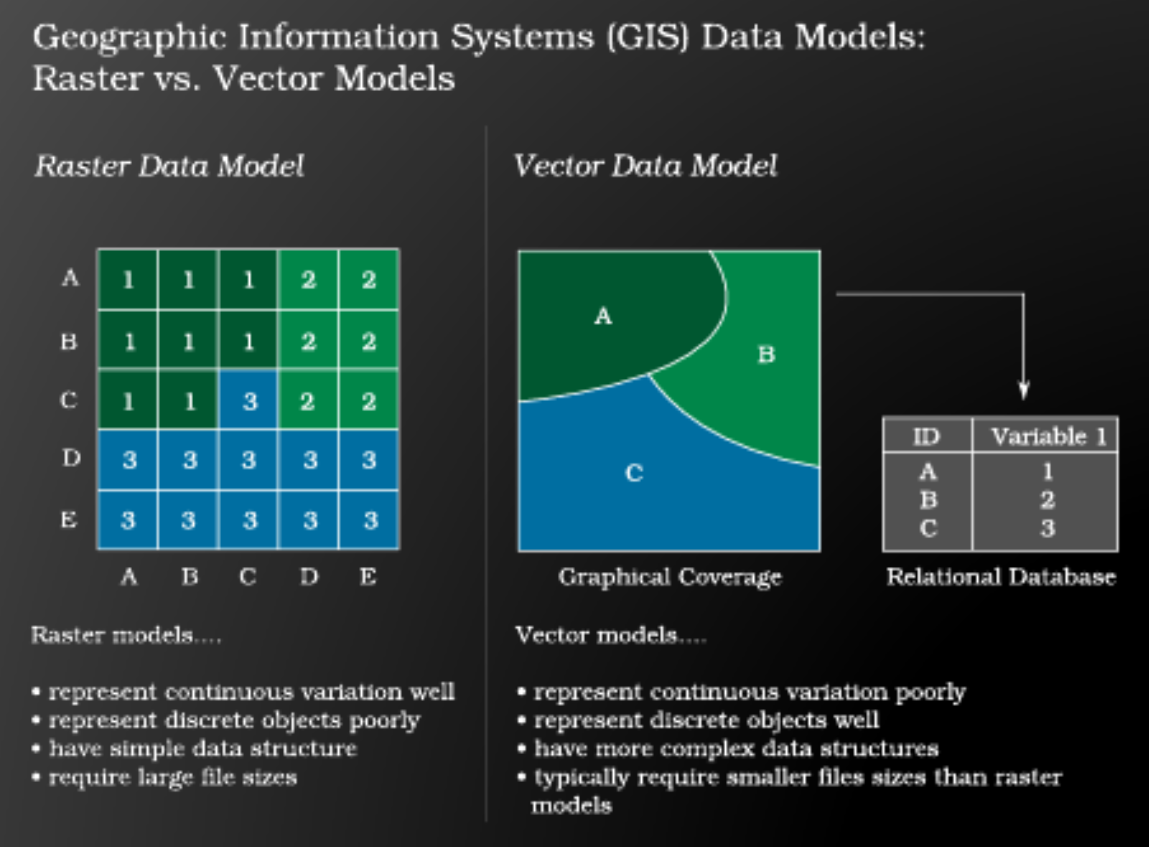 Geographic Information Systems (GIS) Data Models:
Raster vs. Vector Models
Raster Data Model
A 1 1 1 2 2
B 1 1 1 2 2
C 1 1 3 2 2
D 3 3 3 3 3
E 3 3 3 3 3
A B C D E
Raster models....
• represent continuous variation well
• represent discrete objects poorly
• have simple data structure
• require large file sizes
Vector Data Model
A
B
C
Graphical Coverage
ID Variable 1
A 1
B 2
C 3
Relational Database
Vector models....
• represent continuous variation poorly
• represent discrete objects well
• have more complex data structures
• typically require smaller files sizes than raster
models